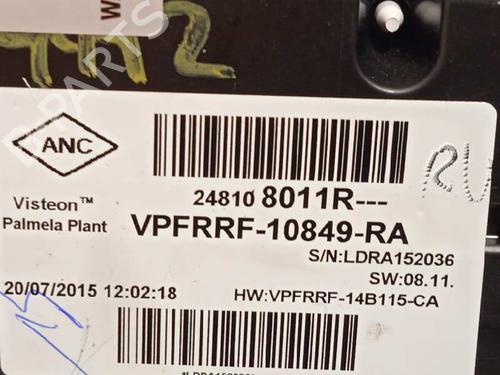 ANC
24810 8011R---
Visteon™
Palmela Plant
VPFRRF-10849-RA
S/N:LDRA152036
SW:08.11.
20/07/2015 12:02:18
HW:VPFRRF-14B115-CA